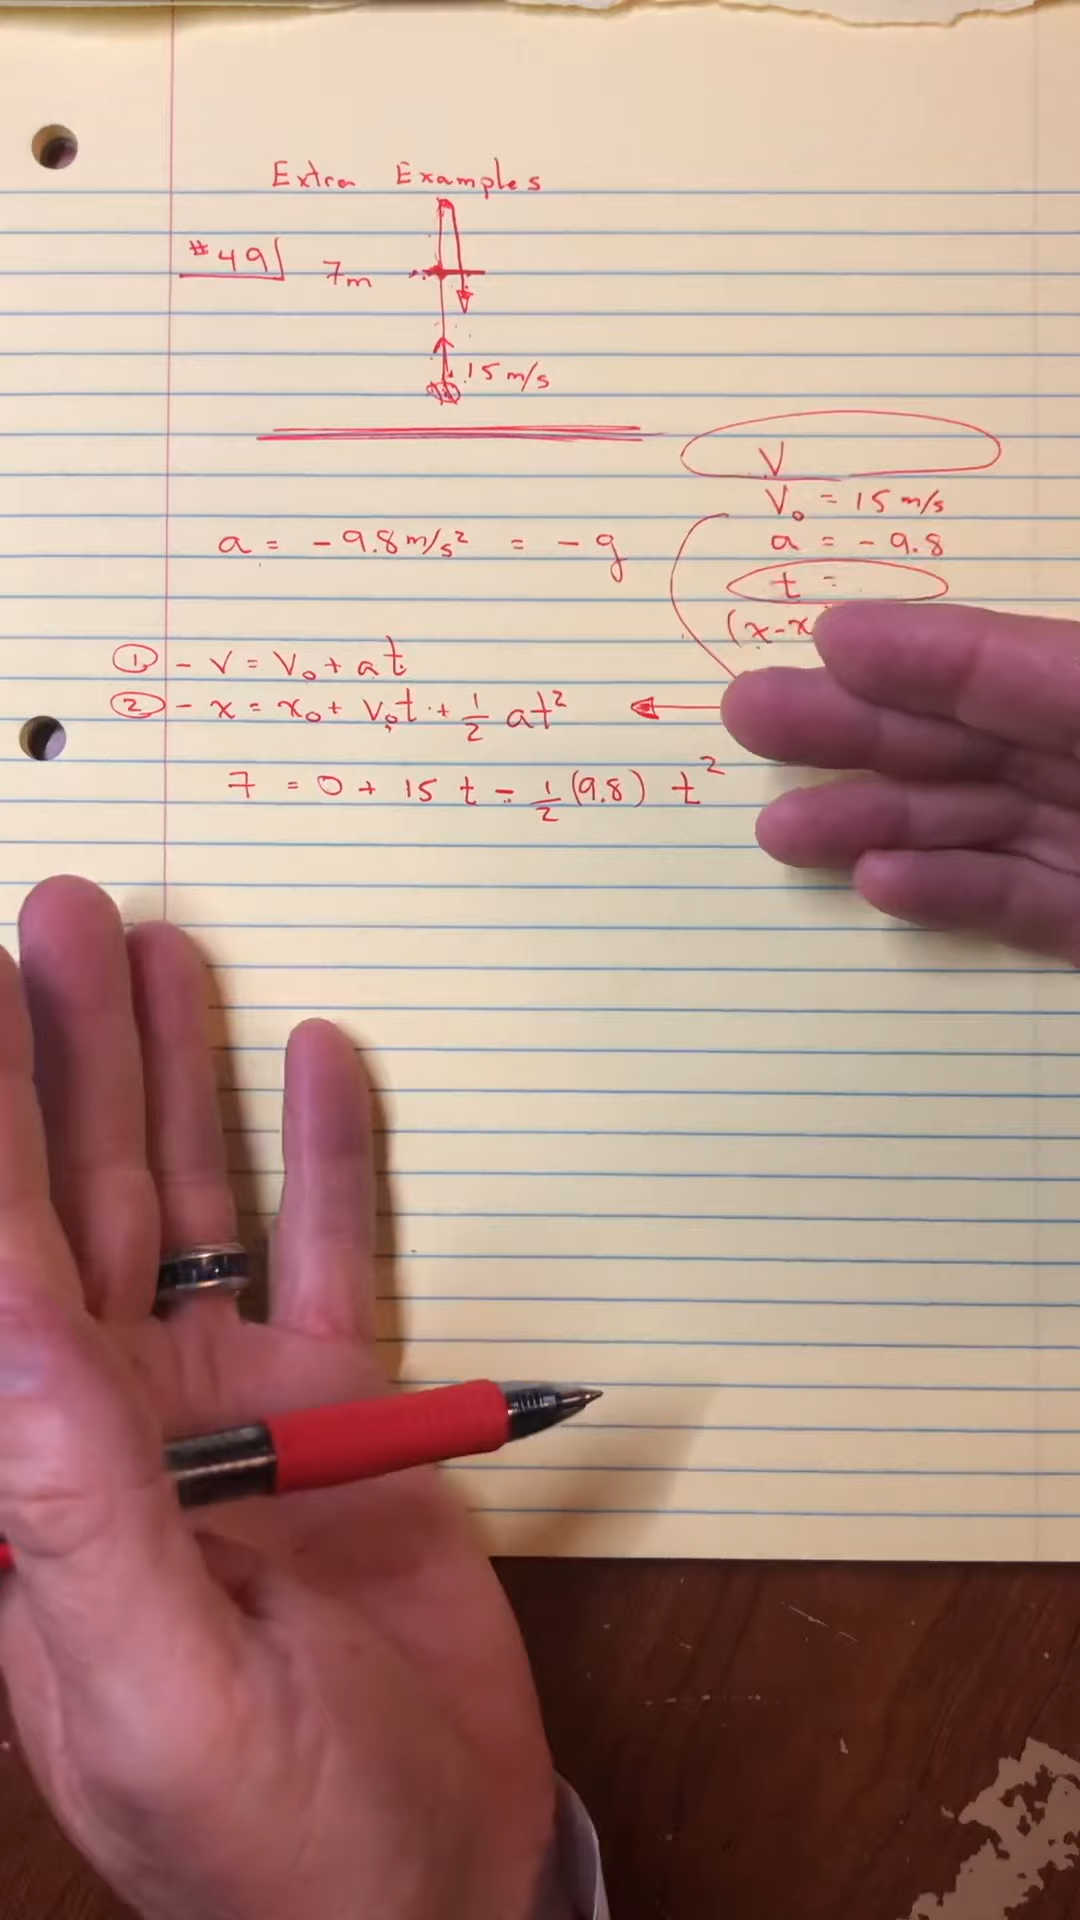 Extra Examples
#49 7m
15 m/s
V
V₀ = 15 m/s
a = -9.8 m/s² = -g
a = -9.8
t =
(x-x
① - V = V₀ + at
② - x = x₀ + V₀t + 1/2 at²
7 = 0 + 15 t - 1/2 (9.8) t²